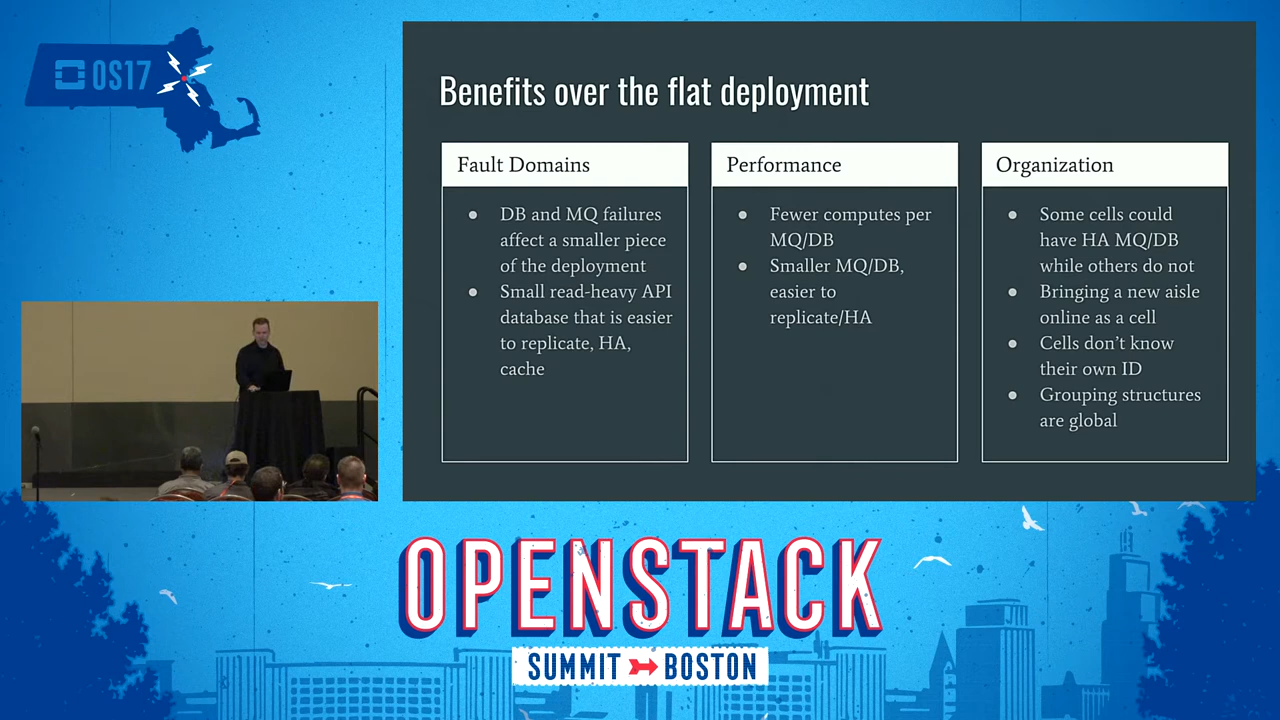 OS17
Benefits over the flat deployment
Fault Domains
● DB and MQ failures
affect a smaller piece
of the deployment
● Small read-heavy API
database that is easier
to replicate, HA,
cache
Performance
● Fewer computes per
MQ/DB
● Smaller MQ/DB,
easier to
replicate/HA
Organization
● Some cells could
have HA MQ/DB
while others do not
● Bringing a new aisle
online as a cell
● Cells don’t know
their own ID
● Grouping structures
are global
OPENSTACK
SUMMIT BOSTON